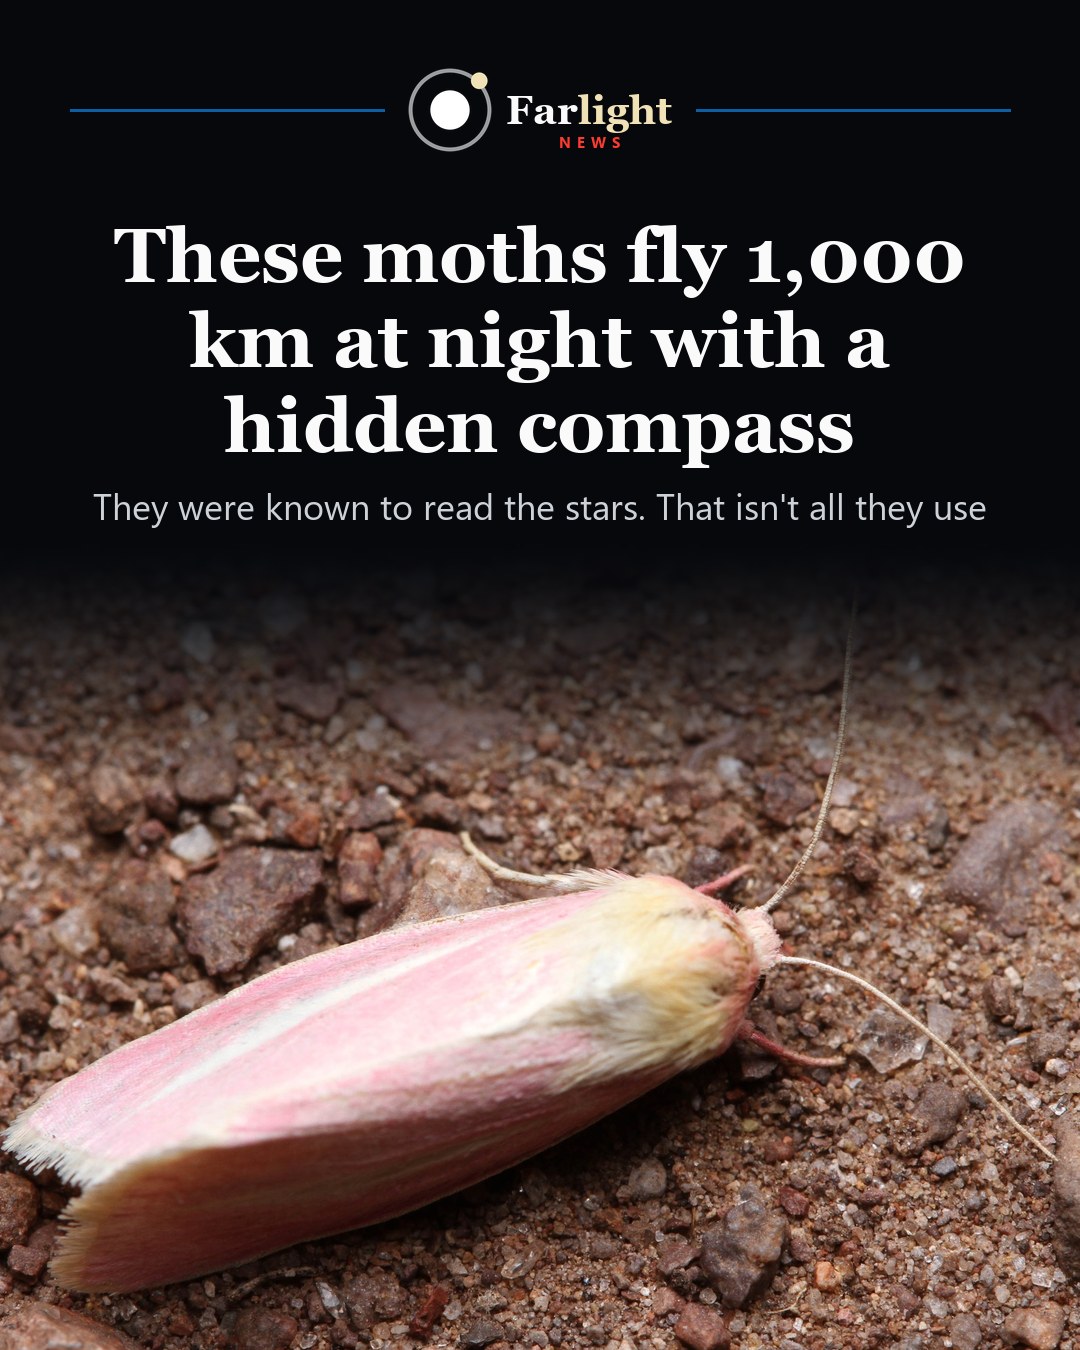 Farlight
NEWS
These moths fly 1,000
km at night with a
hidden compass
They were known to read the stars. That isn't all they use